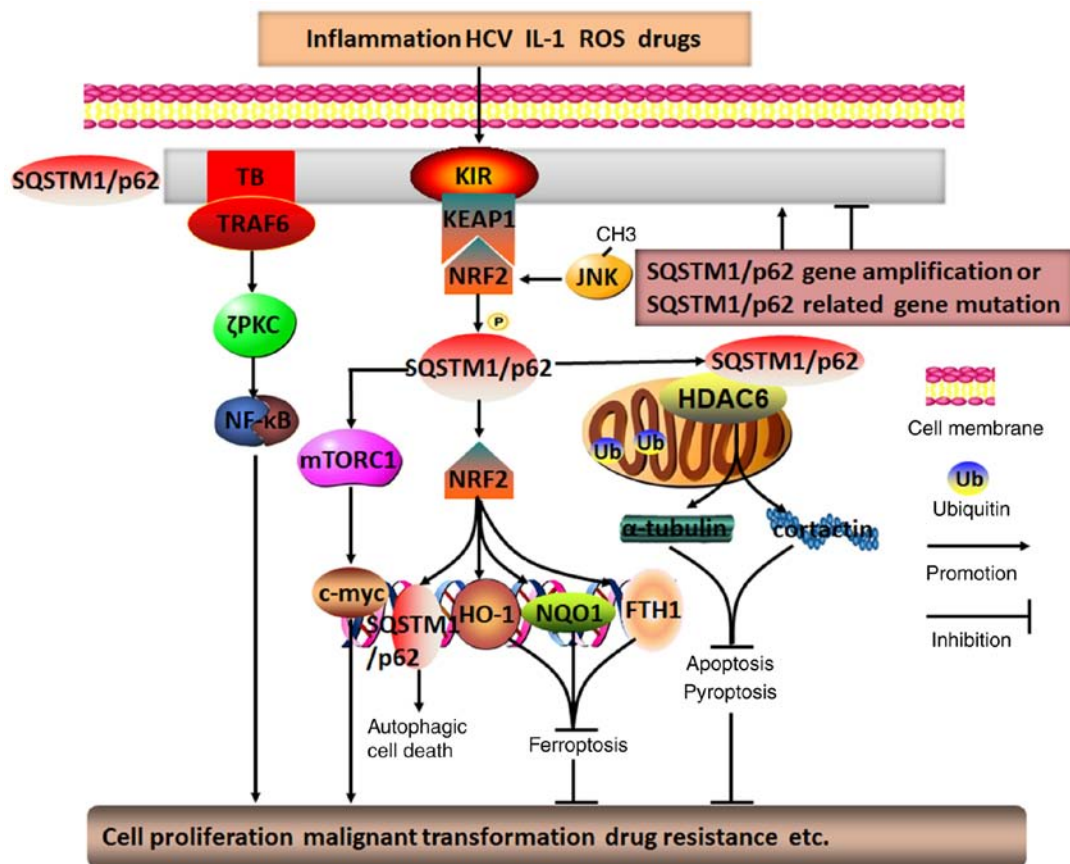 Inflammation HCV IL-1 ROS drugs
SQSTM1/p62
TB
KIR
TRAF6
KEAP1
CH3
NRF2
JNK
SQSTM1/p62 gene amplification or
SQSTM1/p62 related gene mutation
ζPKC
P
SQSTM1/p62
SQSTM1/p62
HDAC6
NF-κB
mTORC1
NRF2
Ub
Ub
Cell membrane
Ub
Ubiquitin
α-tubulin
cortactin
Promotion
c-myc
SQSTM1
/p62
HO-1
NQO1
FTH1
Inhibition
Apoptosis
Pyroptosis
Autophagic
cell death
Ferroptosis
Cell proliferation malignant transformation drug resistance etc.